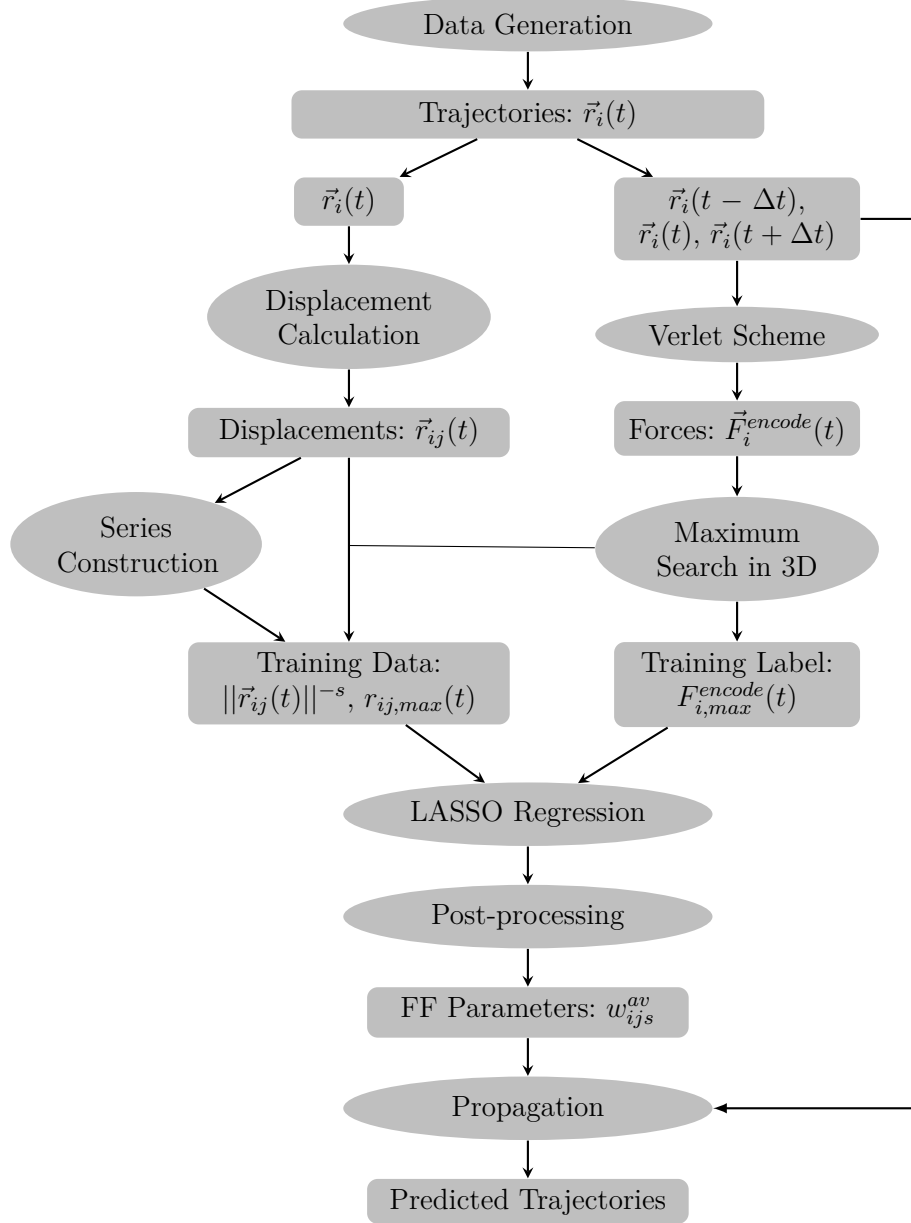 Data Generation
Trajectories: $\vec{r}_i(t)$
$\vec{r}_i(t)$
$\vec{r}_i(t - \Delta t)$,
$\vec{r}_i(t)$, $\vec{r}_i(t + \Delta t)$
Displacement
Calculation
Verlet Scheme
Displacements: $\vec{r}_{ij}(t)$
Forces: $\vec{F}_i^{encode}(t)$
Series
Construction
Maximum
Search in 3D
Training Data:
$||\vec{r}_{ij}(t)||^{-s}$, $r_{ij,max}(t)$
Training Label:
$F_{i,max}^{encode}(t)$
LASSO Regression
Post-processing
FF Parameters: $w_{ijs}^{av}$
Propagation
Predicted Trajectories